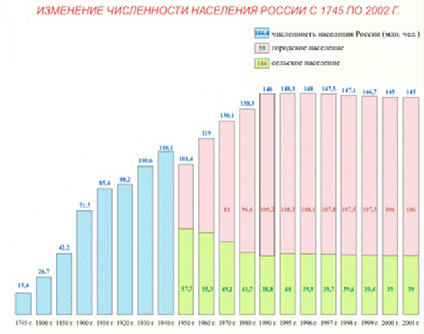 ИЗМЕНЕНИЕ ЧИСЛЕННОСТИ НАСЕЛЕНИЯ РОССИИ С 1745 ПО 2002 Г.
144,4 численность населения России (млн. чел.)
39 городское население
106 сельское население
15,4 26,7 42,2 71,7 85,4 88,2 100,6 110,1 101,4 119 130,1 138,3 148 148,3 148 147,5 147,1 146,7 145 145
81 96,6 109,2 108,3 108,1 107,8 107,5 107,3 106 106
57,7 55,3 49,1 41,7 38,8 40 39,9 39,7 39,6 39,4 39 39
1745 г. 1800 г. 1850 г. 1900 г. 1910 г. 1920 г. 1930 г. 1940 г. 1950 г. 1960 г. 1970 г. 1980 г. 1990 г. 1995 г. 1996 г. 1997 г. 1998 г. 1999 г. 2000 г. 2001 г.